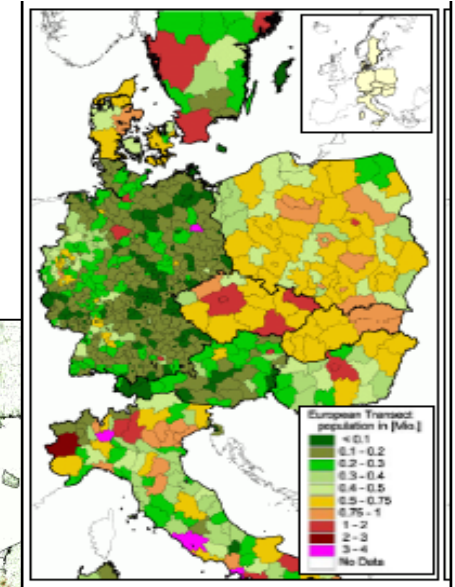 European Transect
population in [Mio.]
< 0.1
0.1 - 0.2
0.2 - 0.3
0.3 - 0.4
0.4 - 0.5
0.5 - 0.75
0.75 - 1
1 - 2
2 - 3
3 - 4
No Data